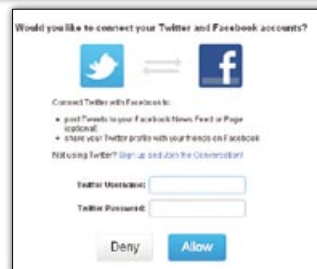 Would you like to connect your Twitter and Facebook accounts?
f
Connect Twitter with Facebook to:
• post Tweets to your Facebook News Feed or Page
(optional)
• share your Twitter profile with your friends on Facebook
Not using Twitter? Sign up and Join the Conversation!
Twitter Username:
Twitter Password:
Deny
Allow